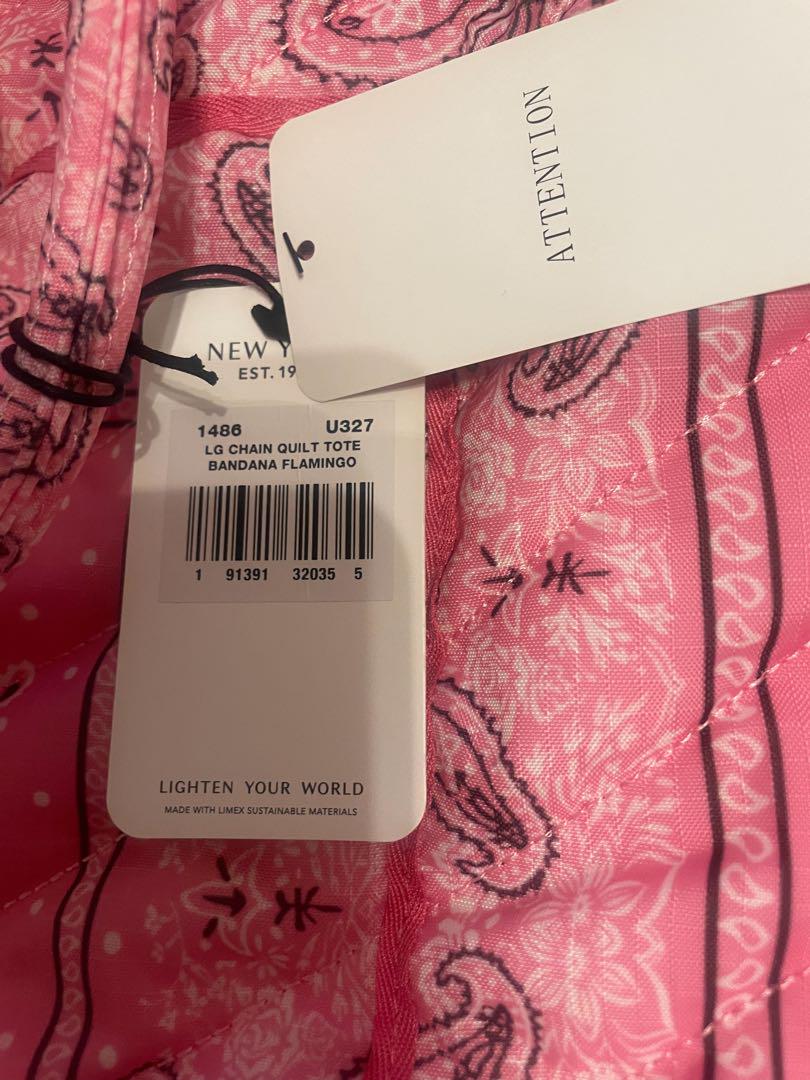 ATTENTION
NEW Y
EST. 19
1486 U327
LG CHAIN QUILT TOTE
BANDANA FLAMINGO
1 91391 32035 5
LIGHTEN YOUR WORLD
MADE WITH LIMEX SUSTAINABLE MATERIALS